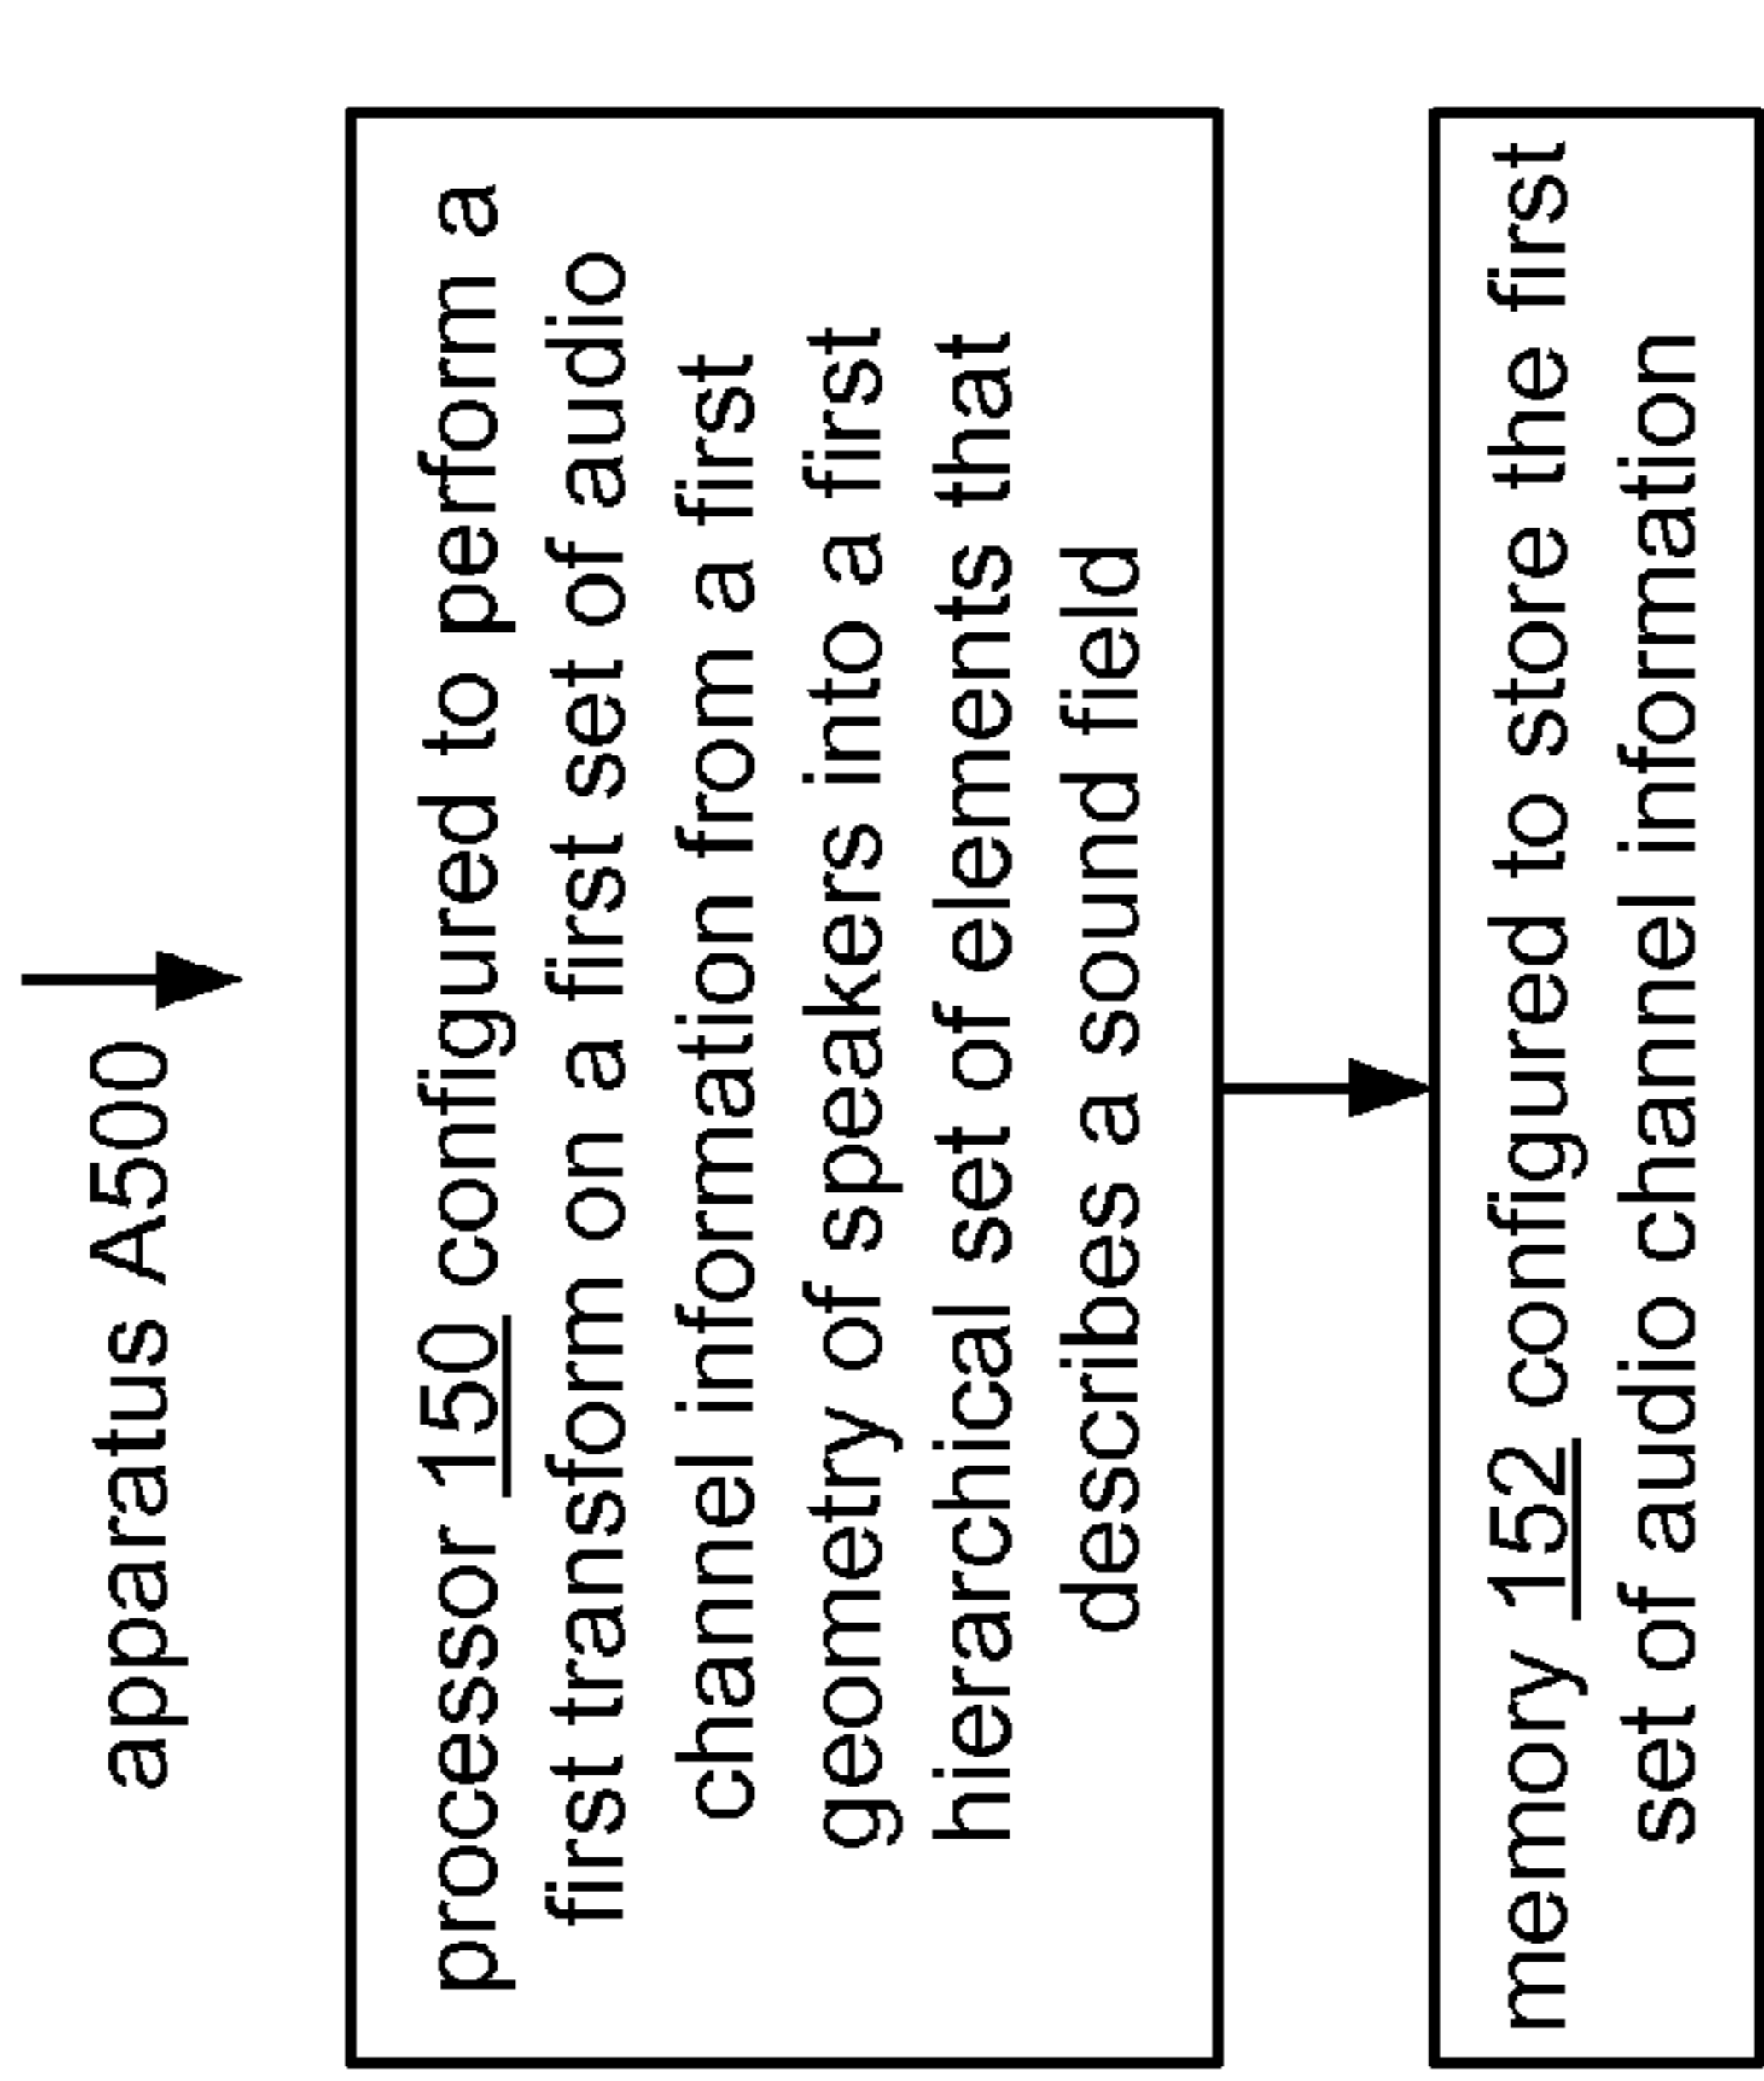 apparatus A500
processor 150 configured to perform a
first transform on a first set of audio
channel information from a first
geometry of speakers into a first
hierarchical set of elements that
describes a sound field
memory 152 configured to store the first
set of audio channel information